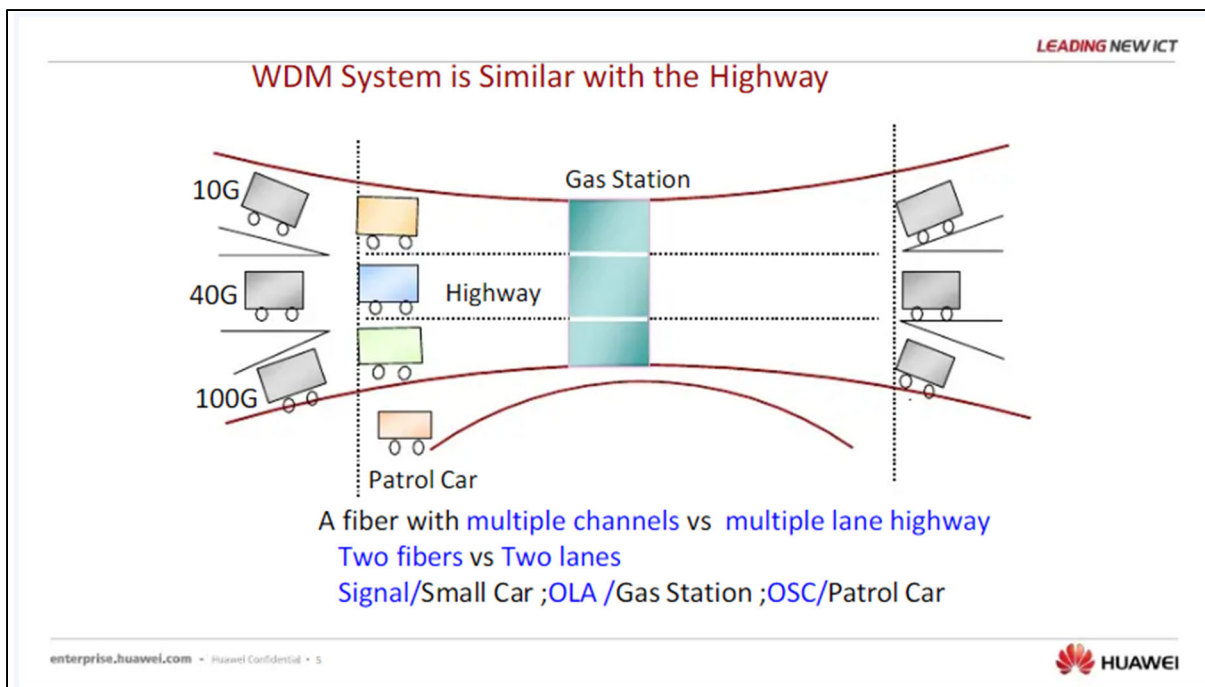 LEADING NEW ICT
WDM System is Similar with the Highway
Gas Station
10G
40G
Highway
100G
Patrol Car
A fiber with multiple channels vs multiple lane highway
Two fibers vs Two lanes
Signal/Small Car ;OLA /Gas Station ;OSC/Patrol Car
enterprise.huawei.com • Huawei Confidential • 5
HUAWEI